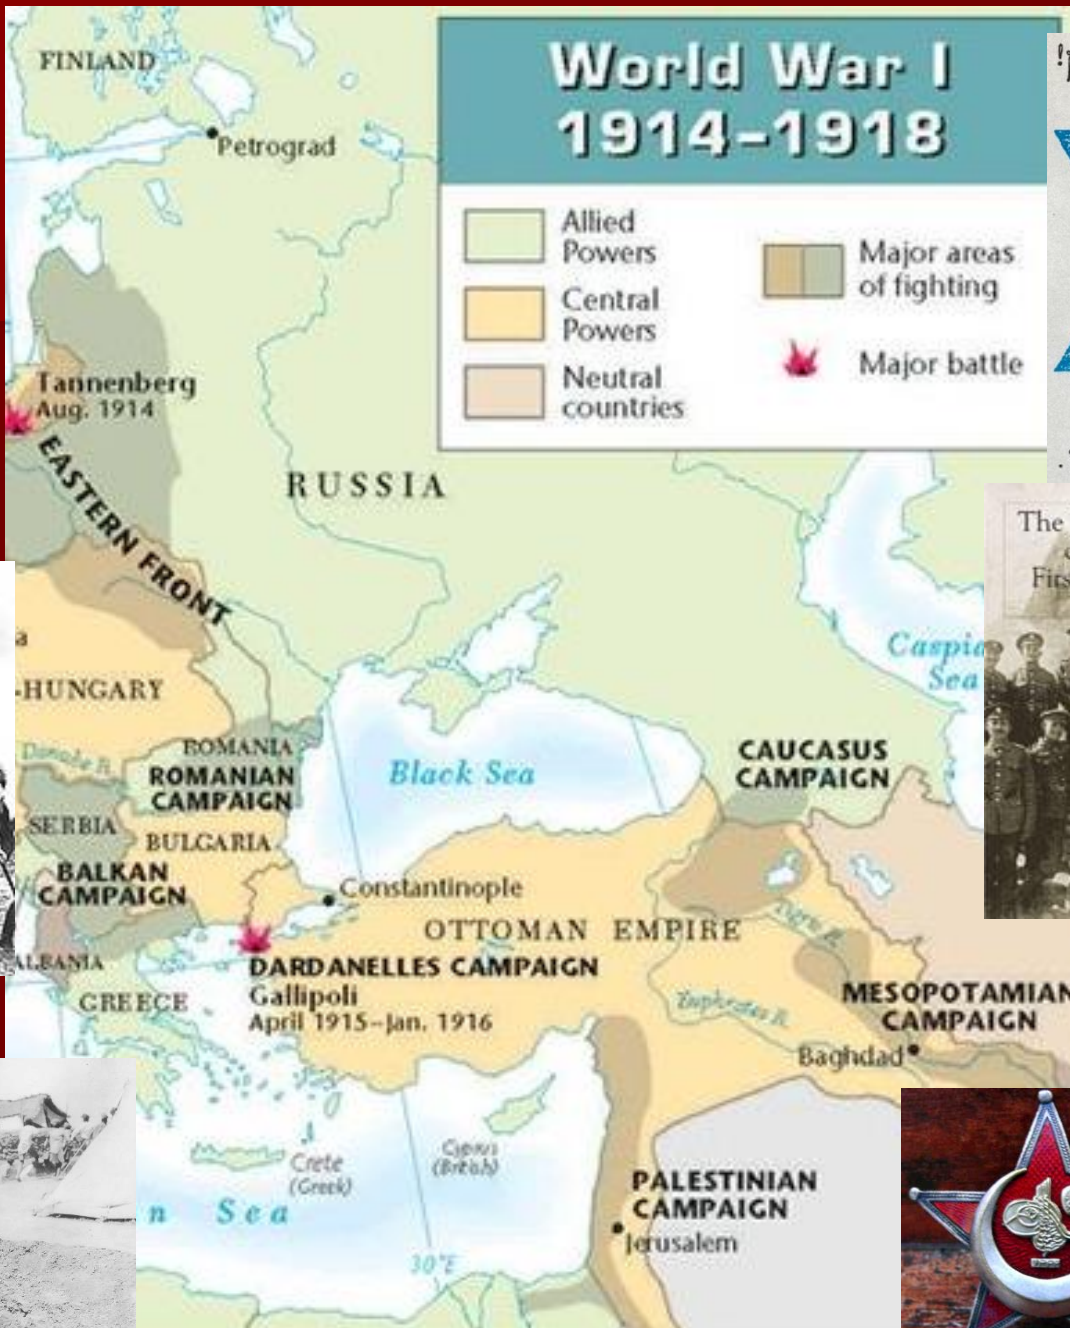 World War I
1914-1918
Allied
Powers
Central
Powers
Neutral
countries
Major areas
of fighting
Major battle
FINLAND
Petrograd
Tannenberg
Aug. 1914
EASTERN FRONT
RUSSIA
-HUNGARY
Danube R.
ROMANIA
ROMANIAN
CAMPAIGN
SERBIA
BULGARIA
BALKAN
CAMPAIGN
ALBANIA
GREECE
Black Sea
Sea
CAUCASUS
CAMPAIGN
Constantinople
OTTOMAN EMPIRE
DARDANELLES CAMPAIGN
Gallipoli
April 1915–Jan. 1916
Tigris R.
Euphrates R.
MESOPOTAMIAN
CAMPAIGN
Baghdad
Crete
(Greek)
Cyprus
(British)
n Sea
30°E
PALESTINIAN
CAMPAIGN
Jerusalem
The